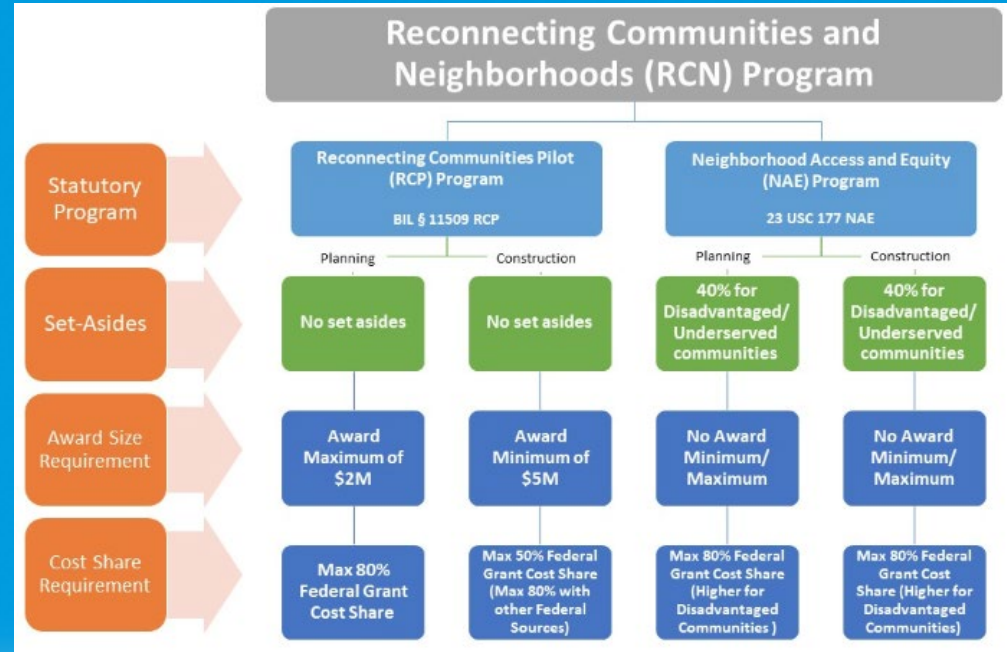 Reconnecting Communities and
Neighborhoods (RCN) Program
Statutory
Program
Reconnecting Communities Pilot
(RCP) Program
BIL § 11509 RCP
Neighborhood Access and Equity
(NAE) Program
23 USC 177 NAE
Planning
Construction
Planning
Construction
Set-Asides
No set asides
No set asides
40% for
Disadvantaged/
Underserved
communities
40% for
Disadvantaged/
Underserved
communities
Award Size
Requirement
Award
Maximum of
$2M
Award
Minimum of
$5M
No Award
Minimum/
Maximum
No Award
Minimum/
Maximum
Cost Share
Requirement
Max 80%
Federal Grant
Cost Share
Max 50% Federal
Grant Cost Share
(Max 80% with
other Federal
Sources)
Max 80% Federal
Grant Cost Share
(Higher for
Disadvantaged
Communities )
Max 80% Federal
Grant Cost
Share (Higher for
Disadvantaged
Communities)